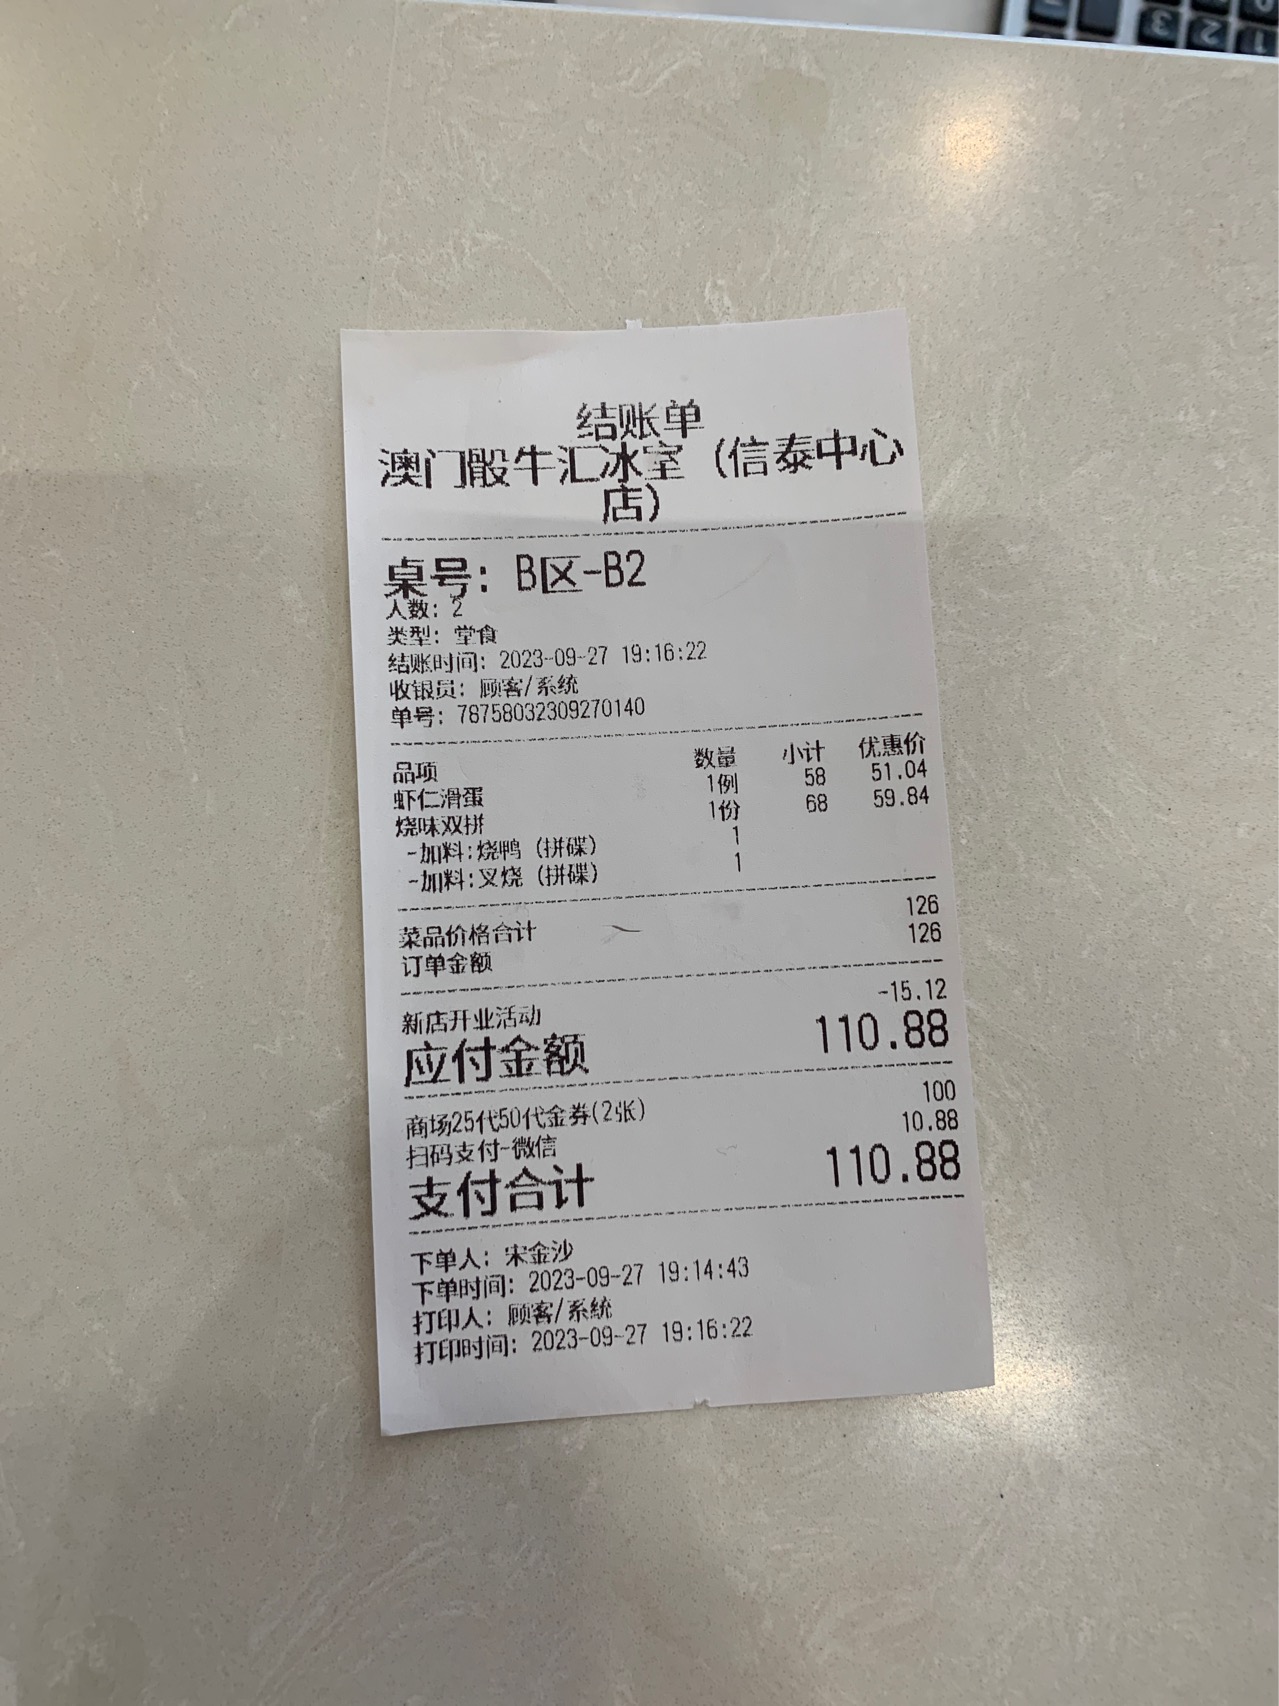 结账单
澳门骰牛汇冰室（信泰中心
店）
桌号: B区-B2
人数: 2
类型: 堂食
结账时间: 2023-09-27 19:16:22
收银员: 顾客/系统
单号: 78758032309270140
品项 数量 小计 优惠价
虾仁滑蛋 1例 58 51.04
烧味双拼 1份 68 59.84
-加料:烧鸭（拼碟） 1
-加料:叉烧（拼碟） 1
菜品价格合计 126
订单金额 126
新店开业活动 -15.12
应付金额 110.88
商场25代50代金券(2张) 100
扫码支付-微信 10.88
支付合计 110.88
下单人: 宋金沙
下单时间: 2023-09-27 19:14:43
打印人: 顾客/系统
打印时间: 2023-09-27 19:16:22
3
2
1